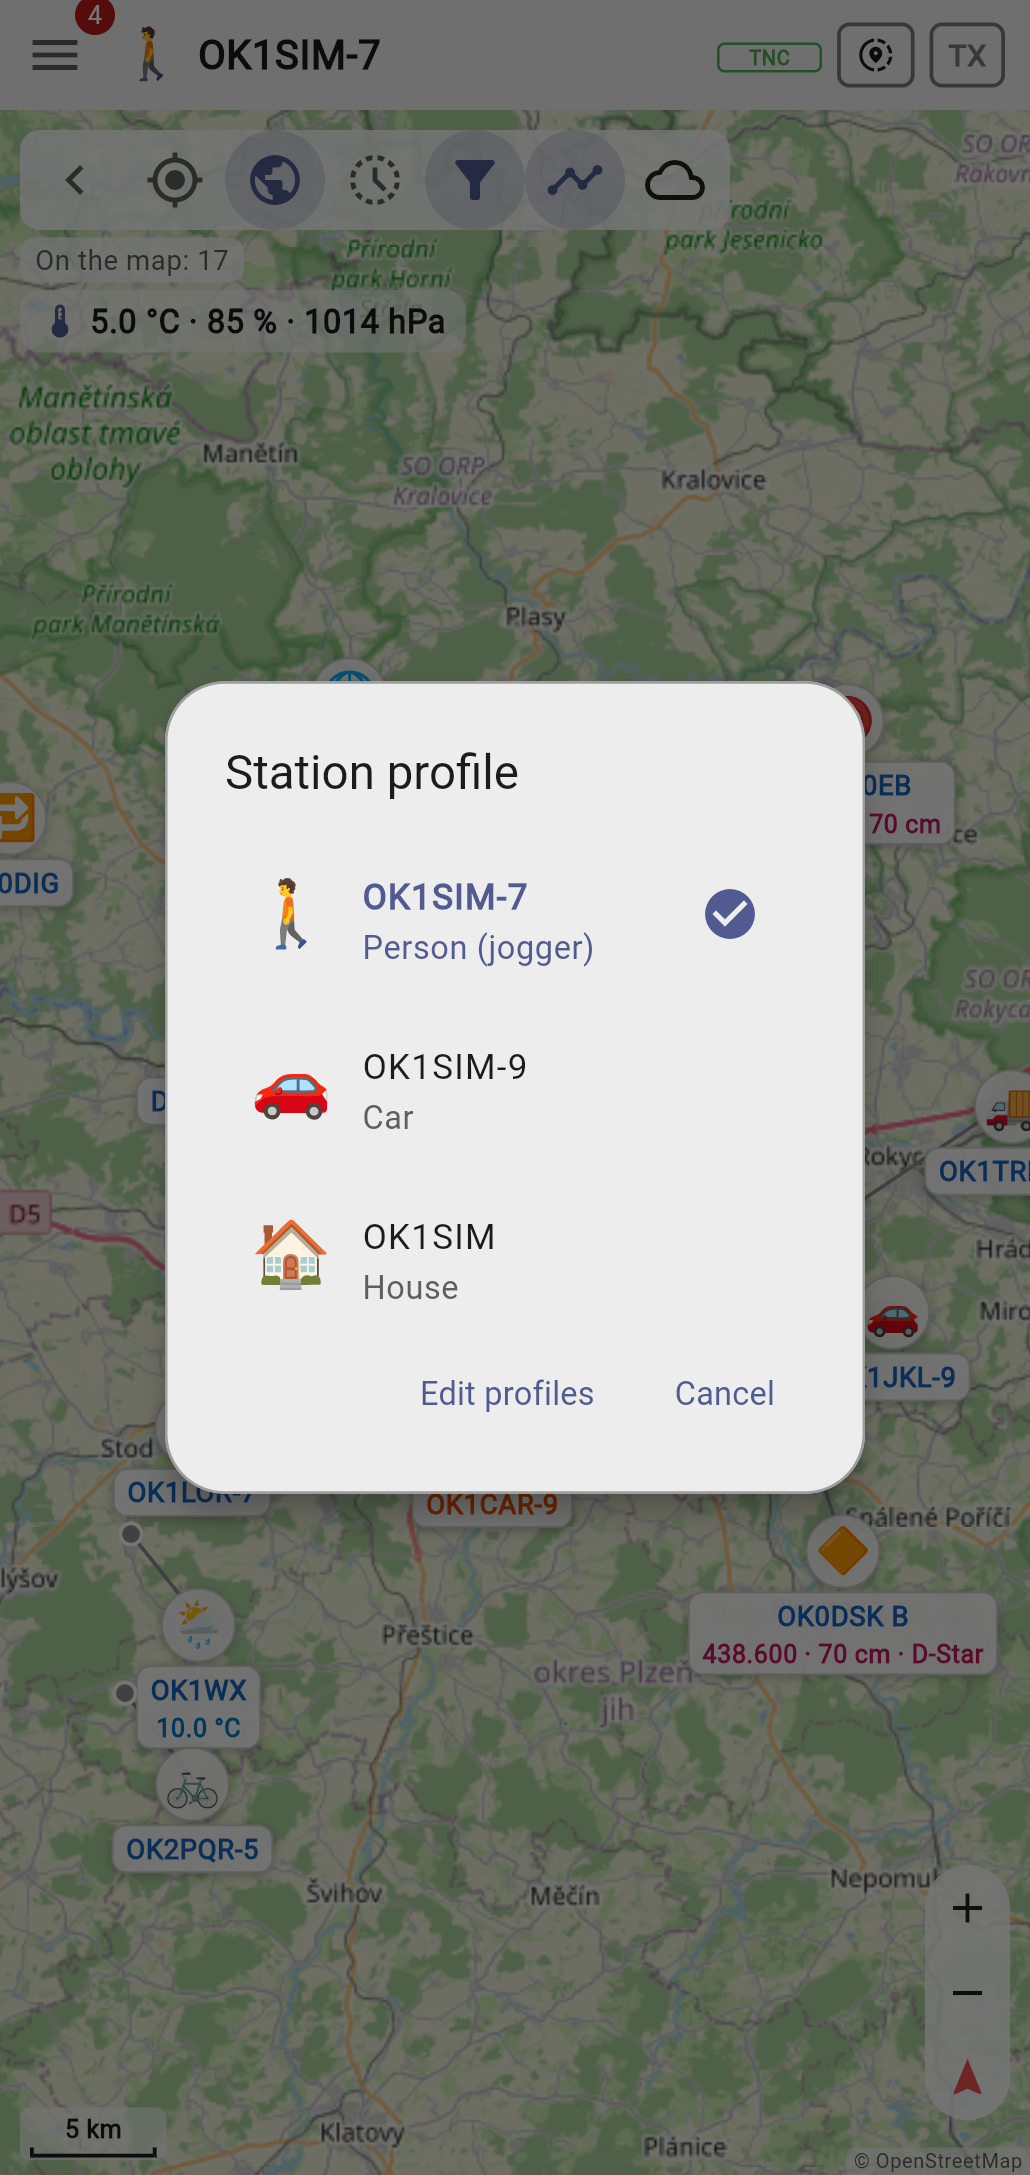 4
OK1SIM-7
TNC
TX
On the map: 17
5.0 °C · 85 % · 1014 hPa
Přírodní
park Horní
park Jesenicko
Manětínská
oblast tmavé
oblohy
Manětín
SO ORP
Kralovice
Kralovice
Přírodní
park Manětínská
Plasy
Station profile
OK1SIM-7
Person (jogger)
OK1SIM-9
Car
OK1SIM
House
Edit profiles
Cancel
0EB
70 cm
0DIG
D5
OK1TR
Hrád
Miro
1JKL-9
Stod
OK1CAR-9
Spálené Poříčí
lýšov
OK0DSK B
438.600 · 70 cm · D-Star
Přeštice
okres Plzeň
jih
OK1WX
10.0 °C
OK2PQR-5
Švihov
Měčín
Nepomuk
+
−
5 km
Klatovy
Plánice
© OpenStreetMap